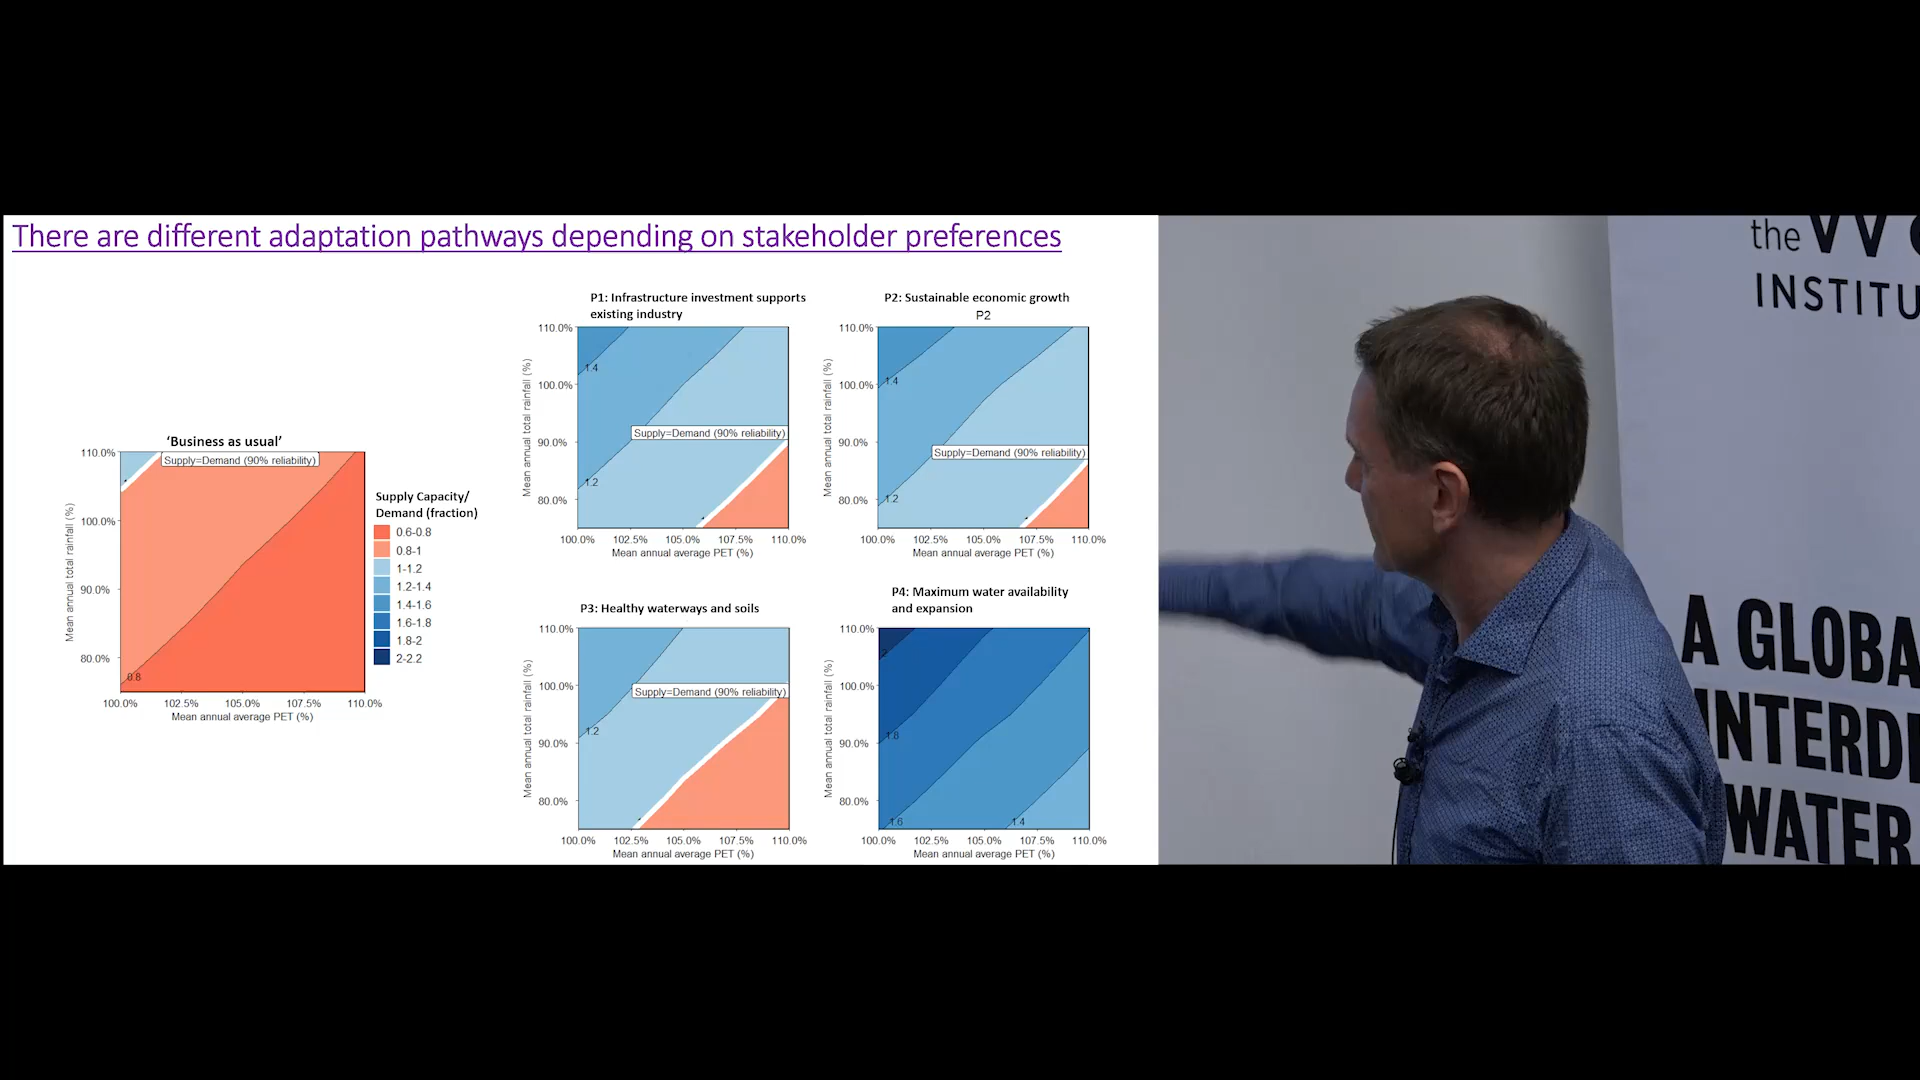 There are different adaptation pathways depending on stakeholder preferences
'Business as usual'
Supply=Demand (90% reliability)
110.0%
100.0%
90.0%
80.0%
Mean annual total rainfall (%)
0.8
100.0%
102.5%
105.0%
107.5%
110.0%
Mean annual average PET (%)
Supply Capacity/
Demand (fraction)
0.6-0.8
0.8-1
1-1.2
1.2-1.4
1.4-1.6
1.6-1.8
1.8-2
2-2.2
P1: Infrastructure investment supports
existing industry
110.0%
100.0%
90.0%
80.0%
Mean annual total rainfall (%)
1.4
Supply=Demand (90% reliability)
1.2
100.0%
102.5%
105.0%
107.5%
110.0%
Mean annual average PET (%)
P2: Sustainable economic growth
P2
110.0%
100.0%
90.0%
80.0%
Mean annual total rainfall (%)
1.4
Supply=Demand (90% reliability)
1.2
100.0%
102.5%
105.0%
107.5%
110.0%
Mean annual average PET (%)
P3: Healthy waterways and soils
110.0%
100.0%
90.0%
80.0%
Mean annual total rainfall (%)
Supply=Demand (90% reliability)
1.2
100.0%
102.5%
105.0%
107.5%
110.0%
Mean annual average PET (%)
P4: Maximum water availability
and expansion
110.0%
100.0%
90.0%
80.0%
Mean annual total rainfall (%)
2
1.8
1.6
1.4
100.0%
102.5%
105.0%
107.5%
110.0%
Mean annual average PET (%)
the
INSTITU
A GLOBA
INTERDI
WATER